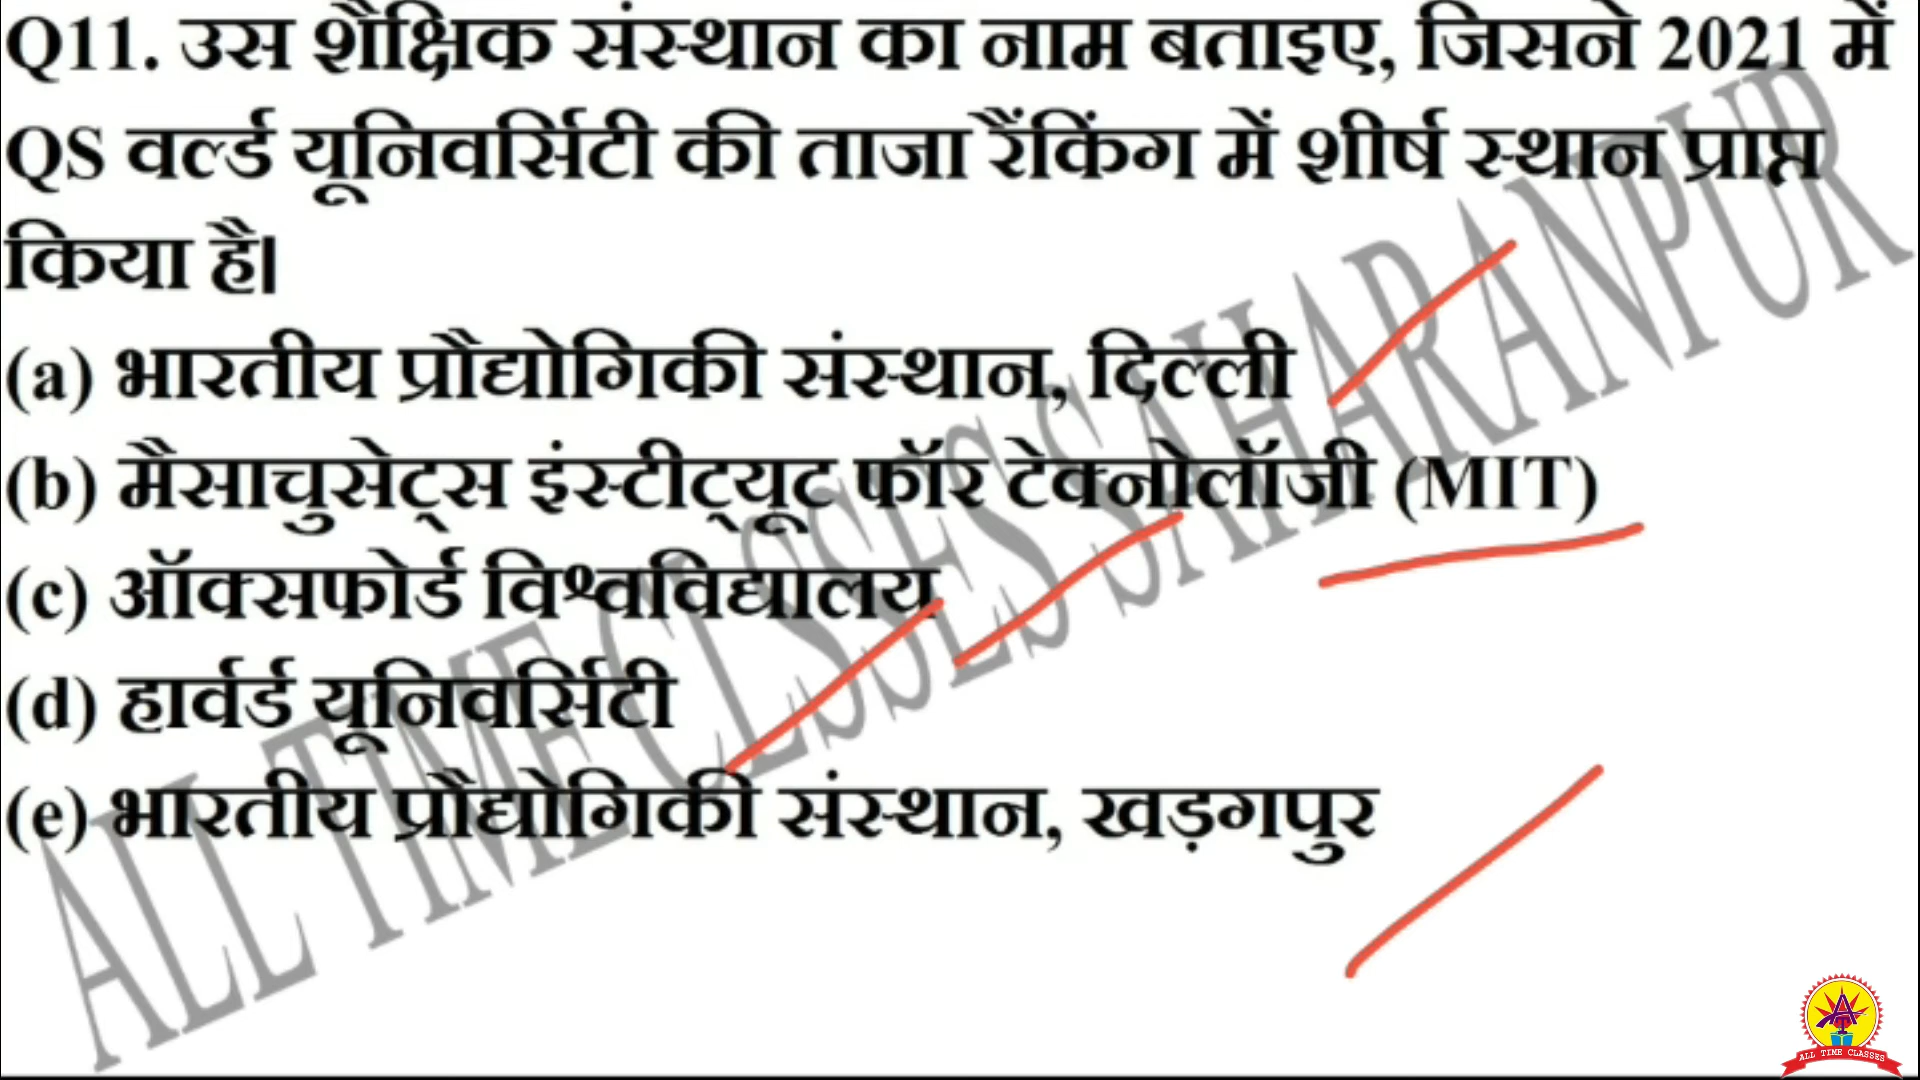 Q11. उस शैक्षिक संस्थान का नाम बताइए, जिसने 2021 में
QS वर्ल्ड यूनिवर्सिटी की ताजा रैंकिंग में शीर्ष स्थान प्राप्त
किया है।
(a) भारतीय प्रौद्योगिकी संस्थान, दिल्ली
(b) मैसाचुसेट्स इंस्टीट्यूट फॉर टेक्नोलॉजी (MIT)
(c) ऑक्सफोर्ड विश्वविद्यालय
(d) हार्वर्ड यूनिवर्सिटी
(e) भारतीय प्रौद्योगिकी संस्थान, खड़गपुर
ALL TIME CLSSES SAHARANPUR
ALL TIME CLASSES